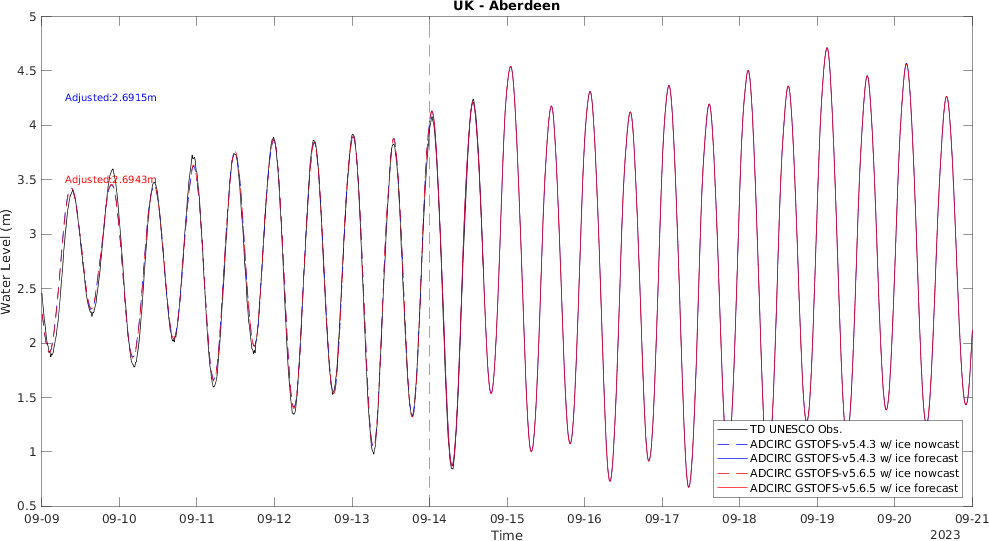 UK - Aberdeen
5
4.5
4
3.5
3
2.5
2
1.5
1
0.5
Water Level (m)
Adjusted:2.6915m
Adjusted:2.6943m
TD UNESCO Obs.
ADCIRC GSTOFS-v5.4.3 w/ ice nowcast
ADCIRC GSTOFS-v5.4.3 w/ ice forecast
ADCIRC GSTOFS-v5.6.5 w/ ice nowcast
ADCIRC GSTOFS-v5.6.5 w/ ice forecast
09-09 09-10 09-11 09-12 09-13 09-14 09-15 09-16 09-17 09-18 09-19 09-20 09-21
Time
2023